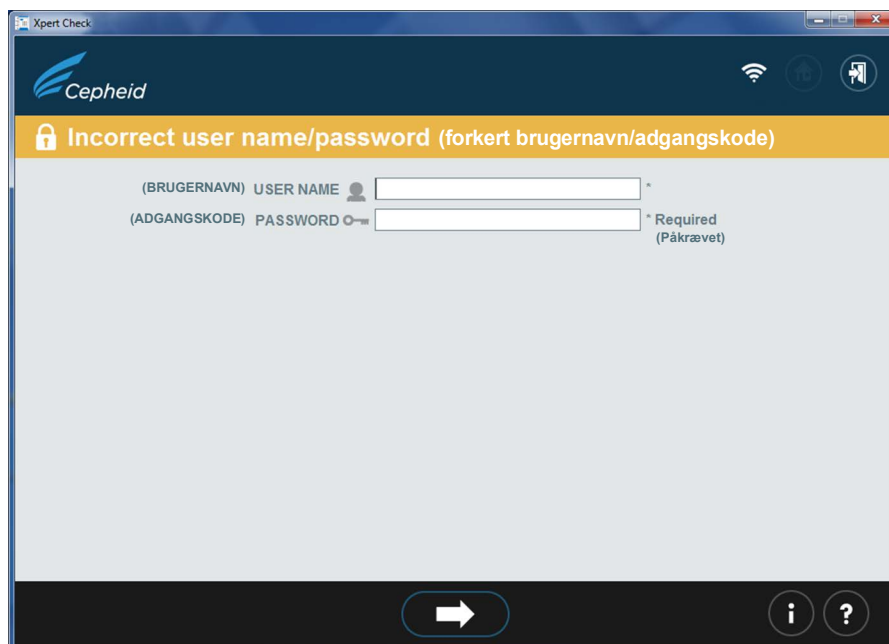 Xpert Check
Cepheid
Incorrect user name/password (forkert brugernavn/adgangskode)
(BRUGERNAVN) USER NAME *
(ADGANGSKODE) PASSWORD * Required
(Påkrævet)
i ?